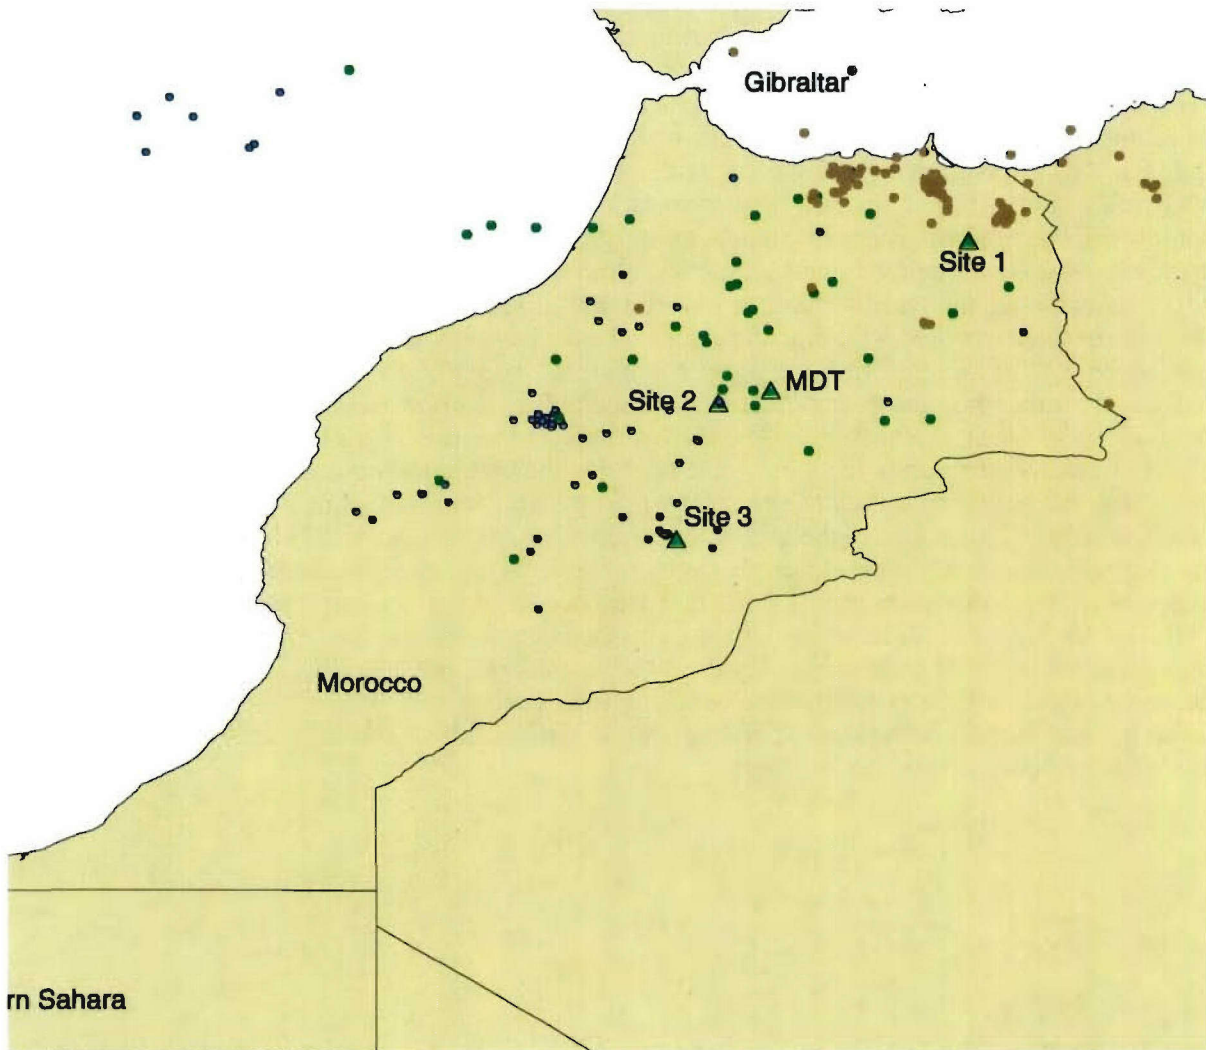 Gibraltar
Site 1
MDT
Site 2
Site 3
Morocco
rn Sahara